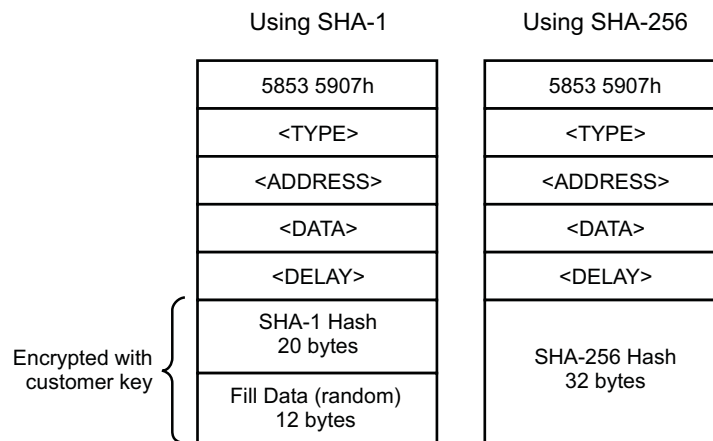 Using SHA-1
Using SHA-256
5853 5907h
5853 5907h
<TYPE>
<TYPE>
<ADDRESS>
<ADDRESS>
<DATA>
<DATA>
<DELAY>
<DELAY>
Encrypted with
customer key
SHA-1 Hash
20 bytes
Fill Data (random)
12 bytes
SHA-256 Hash
32 bytes